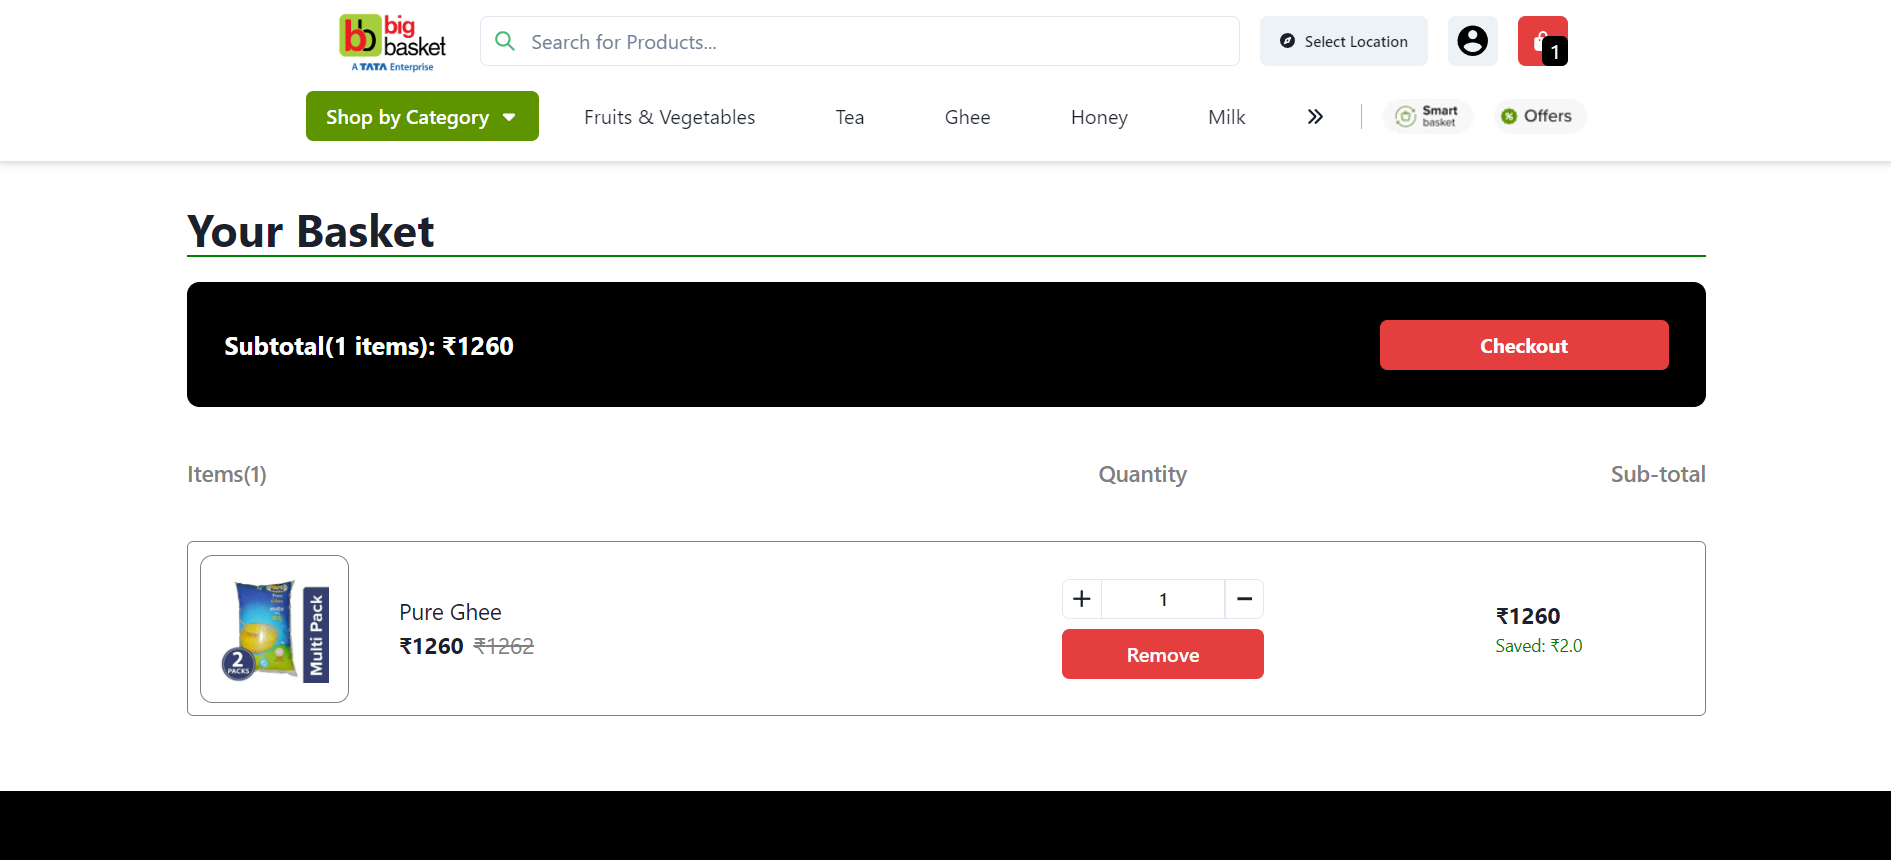 big
basket
A TATA Enterprise
Search for Products...
Select Location
1
Shop by Category
Fruits & Vegetables
Tea
Ghee
Honey
Milk
Smart
basket
Offers
Your Basket
Subtotal(1 items): ₹1260
Checkout
Items(1)
Quantity
Sub-total
2
PACKS
Multi Pack
Pure Ghee
₹1260 ₹1262
1
Remove
₹1260
Saved: ₹2.0